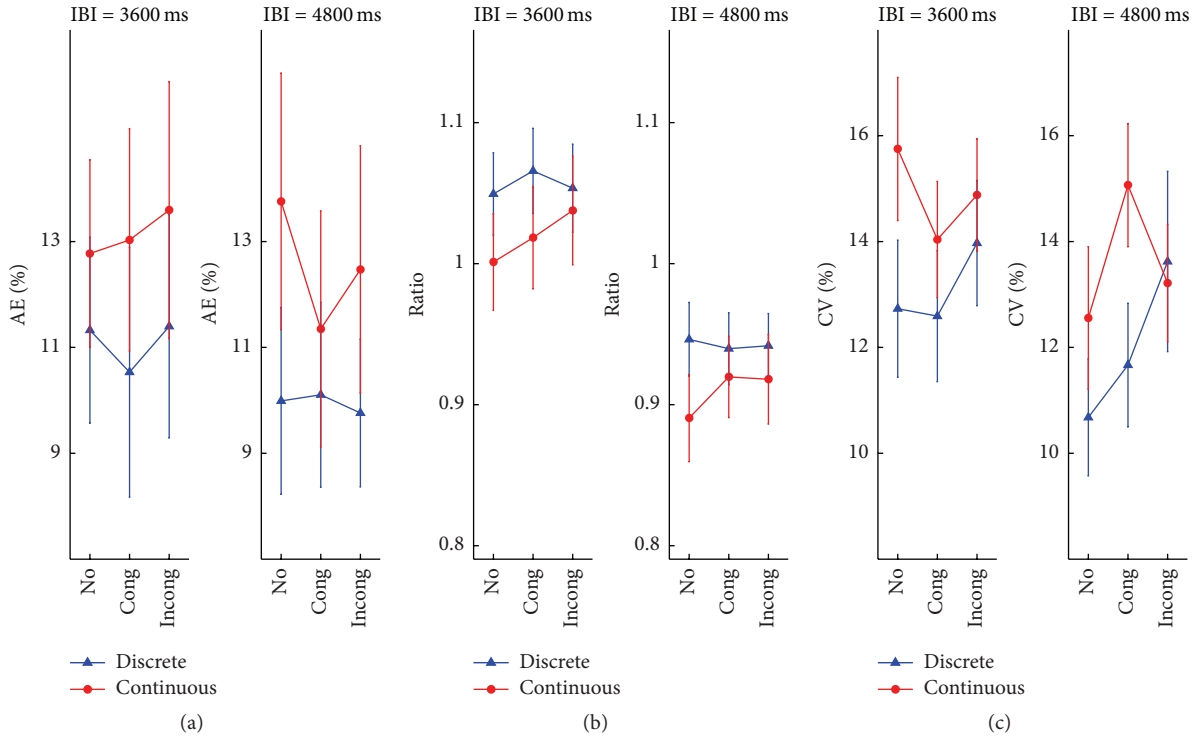 IBI = 3600 ms
IBI = 4800 ms
IBI = 3600 ms
IBI = 4800 ms
IBI = 3600 ms
IBI = 4800 ms
AE (%)
13
11
9
No
Cong
Incong
AE (%)
13
11
9
No
Cong
Incong
Ratio
1.1
1
0.9
0.8
No
Cong
Incong
Ratio
1.1
1
0.9
0.8
No
Cong
Incong
CV (%)
16
14
12
10
No
Cong
Incong
CV (%)
16
14
12
10
No
Cong
Incong
Discrete
Continuous
(a)
Discrete
Continuous
(b)
Discrete
Continuous
(c)